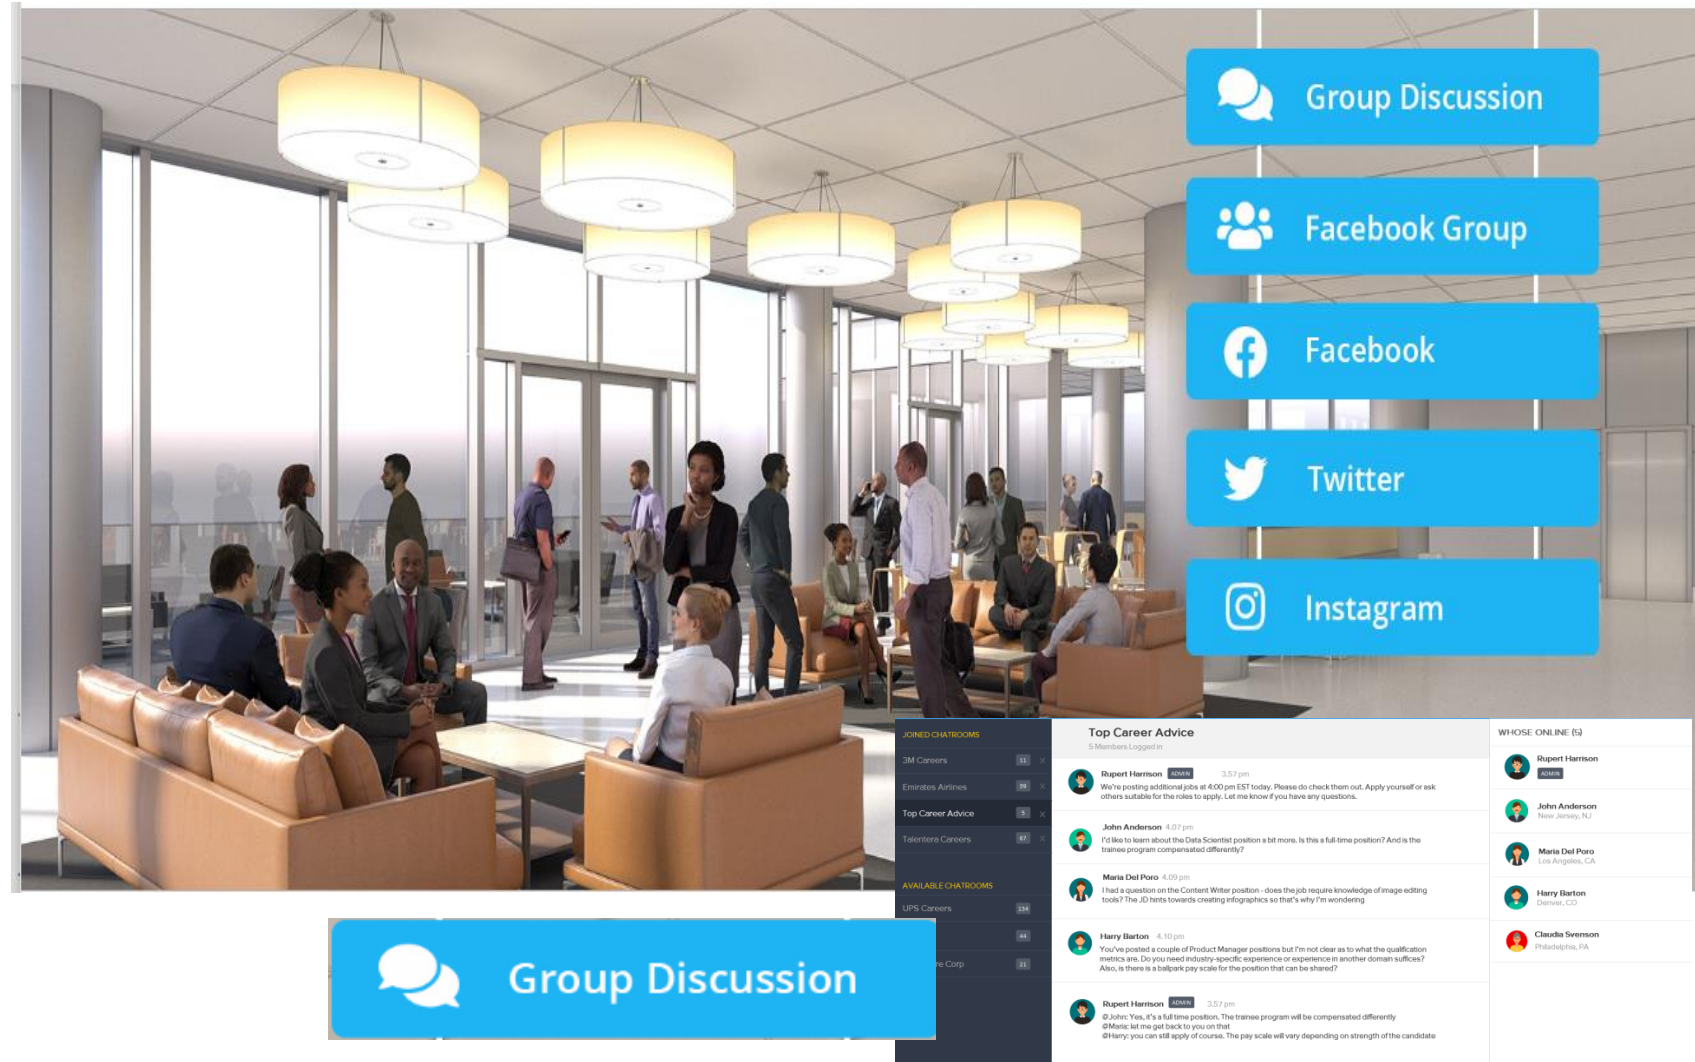 Group Discussion
Facebook Group
Facebook
Twitter
Instagram
JOINED CHATROOMS
3M Careers 11 X
Emirates Airlines 39 X
Top Career Advice 5 X
Talentera Careers 67 X
AVAILABLE CHATROOMS
UPS Careers 134
44
re Corp 21
Top Career Advice
5 Members Logged in
Rupert Harrison ADMIN 3.57 pm
We're posting additional jobs at 4:00 pm EST today. Please do check them out. Apply yourself or ask
others suitable for the roles to apply. Let me know if you have any questions.
John Anderson 4.07 pm
I'd like to learn about the Data Scientist position a bit more. Is this a full-time position? And is the
trainee program compensated differently?
Maria Del Poro 4.09 pm
I had a question on the Content Writer position - does the job require knowledge of image editing
tools? The JD hints towards creating infographics so that's why I'm wondering
Harry Barton 4.10 pm
You've posted a couple of Product Manager positions but I'm not clear as to what the qualification
metrics are. Do you need industry-specific experience or experience in another domain suffices?
Also, is there is a ballpark pay scale for the position that can be shared?
Rupert Harrison ADMIN 3.57 pm
@John: Yes, it's a full time position. The trainee program will be compensated differently
@Maria: let me get back to you on that
@Harry: you can still apply of course. The pay scale will vary depending on strength of the candidate
WHOSE ONLINE (5)
Rupert Harrison
ADMIN
John Anderson
New Jersey, NJ
Maria Del Poro
Los Angeles, CA
Harry Barton
Denver, CO
Claudia Svenson
Philadelphia, PA
Group Discussion